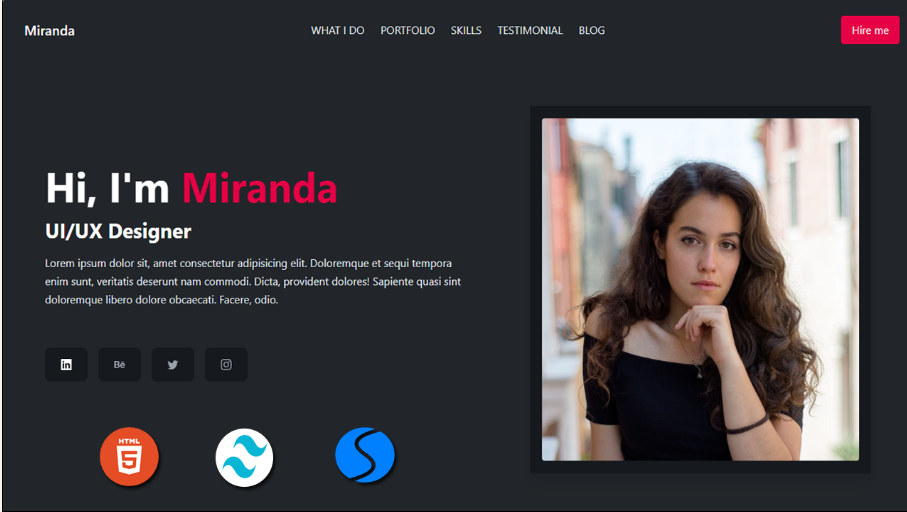 Miranda
WHAT I DO PORTFOLIO SKILLS TESTIMONIAL BLOG
Hire me
Hi, I'm Miranda
UI/UX Designer
Lorem ipsum dolor sit, amet consectetur adipisicing elit. Doloremque et sequi tempora
enim sunt, veritatis deserunt nam commodi. Dicta, provident dolores! Sapiente quasi sint
doloremque libero dolore obcaecati. Facere, odio.
in
Bē
HTML
5